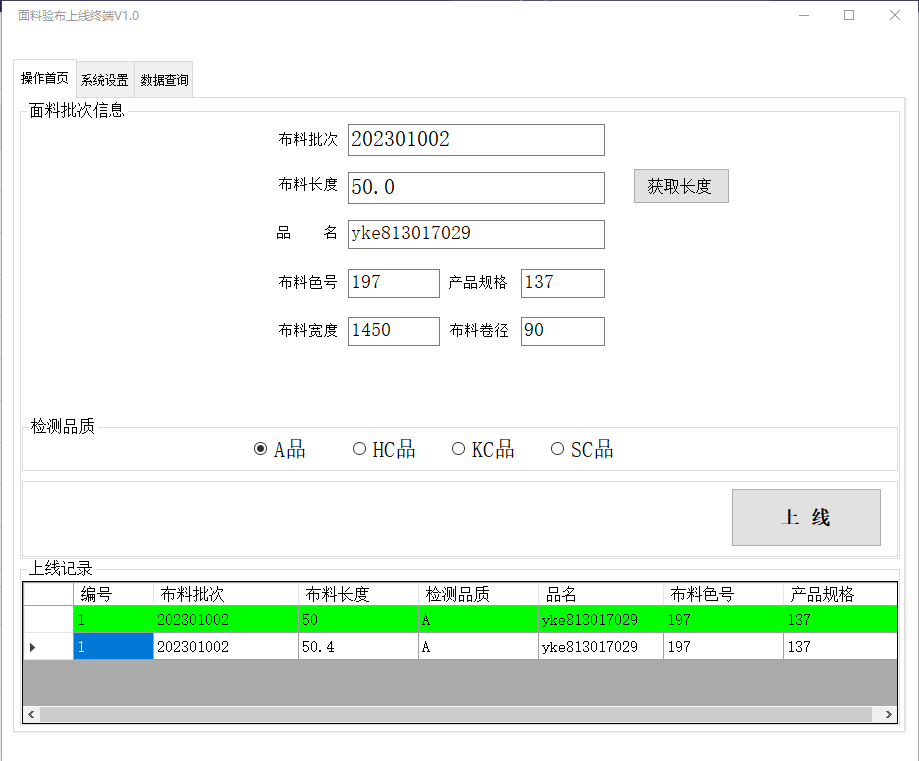 面料验布上线终端V1.0
操作首页 系统设置 数据查询
面料批次信息
布料批次 202301002
布料长度 50.0 获取长度
品 名 yke813017029
布料色号 197 产品规格 137
布料宽度 1450 布料卷径 90
检测品质
A品 HC品 KC品 SC品
上 线
上线记录
编号 布料批次 布料长度 检测品质 品名 布料色号 产品规格
1 202301002 50 A yke813017029 197 137
1 202301002 50.4 A yke813017029 197 137